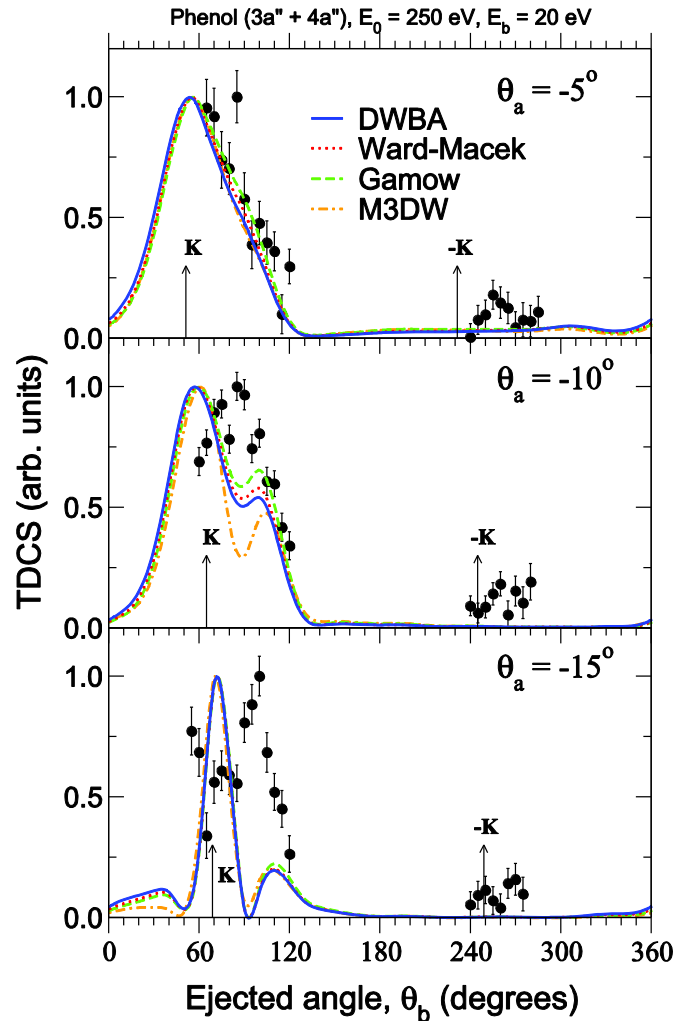 Phenol (3a" + 4a"), E0 = 250 eV, Eb = 20 eV
θa = -5°
1.0
DWBA
Ward-Macek
Gamow
M3DW
0.5
K
-K
0.0
θa = -10°
1.0
0.5
K
-K
0.0
TDCS (arb. units)
θa = -15°
1.0
0.5
-K
K
0.0
0 60 120 180 240 300 360
Ejected angle, θb (degrees)